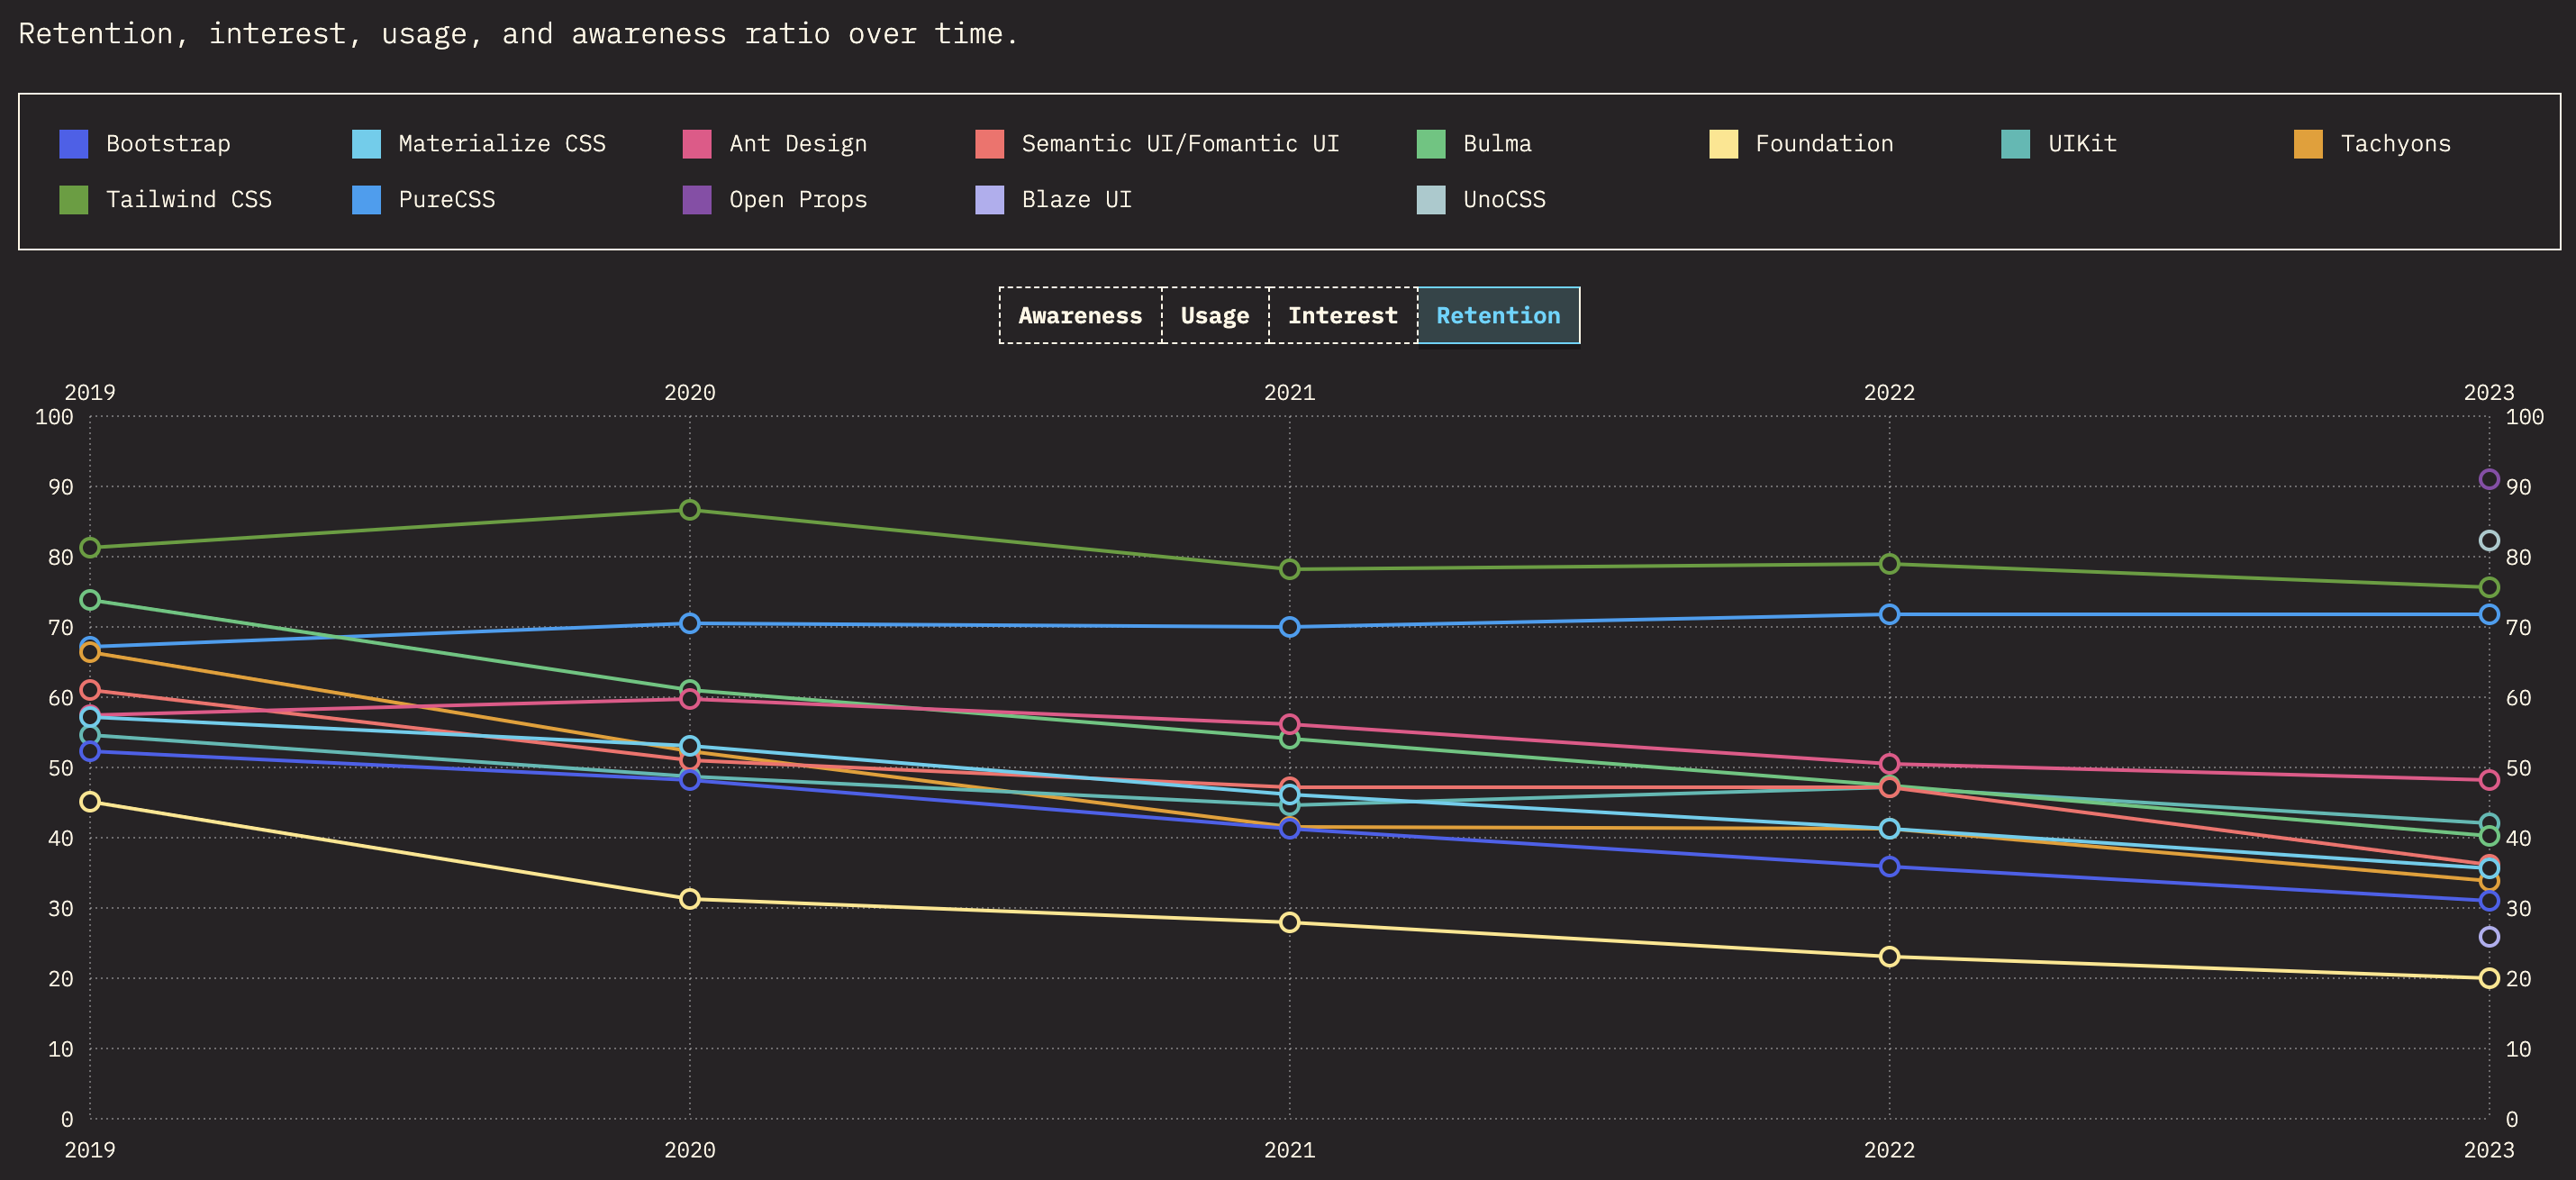 Retention, interest, usage, and awareness ratio over time.
Bootstrap Materialize CSS Ant Design Semantic UI/Fomantic UI Bulma Foundation UIKit Tachyons
Tailwind CSS PureCSS Open Props Blaze UI UnoCSS
Awareness Usage Interest Retention
2019 2020 2021 2022 2023
100 100
90 90
80 80
70 70
60 60
50 50
40 40
30 30
20 20
10 10
0 0
2019 2020 2021 2022 2023